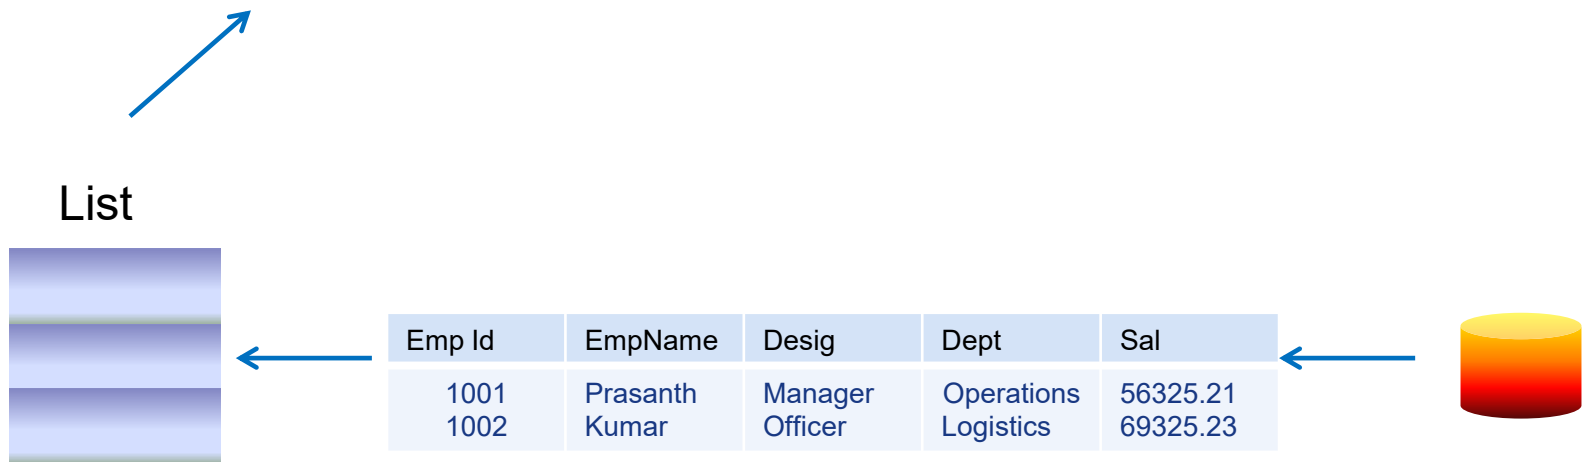 List
Emp Id EmpName Desig Dept Sal
1001 Prasanth Manager Operations 56325.21
1002 Kumar Officer Logistics 69325.23